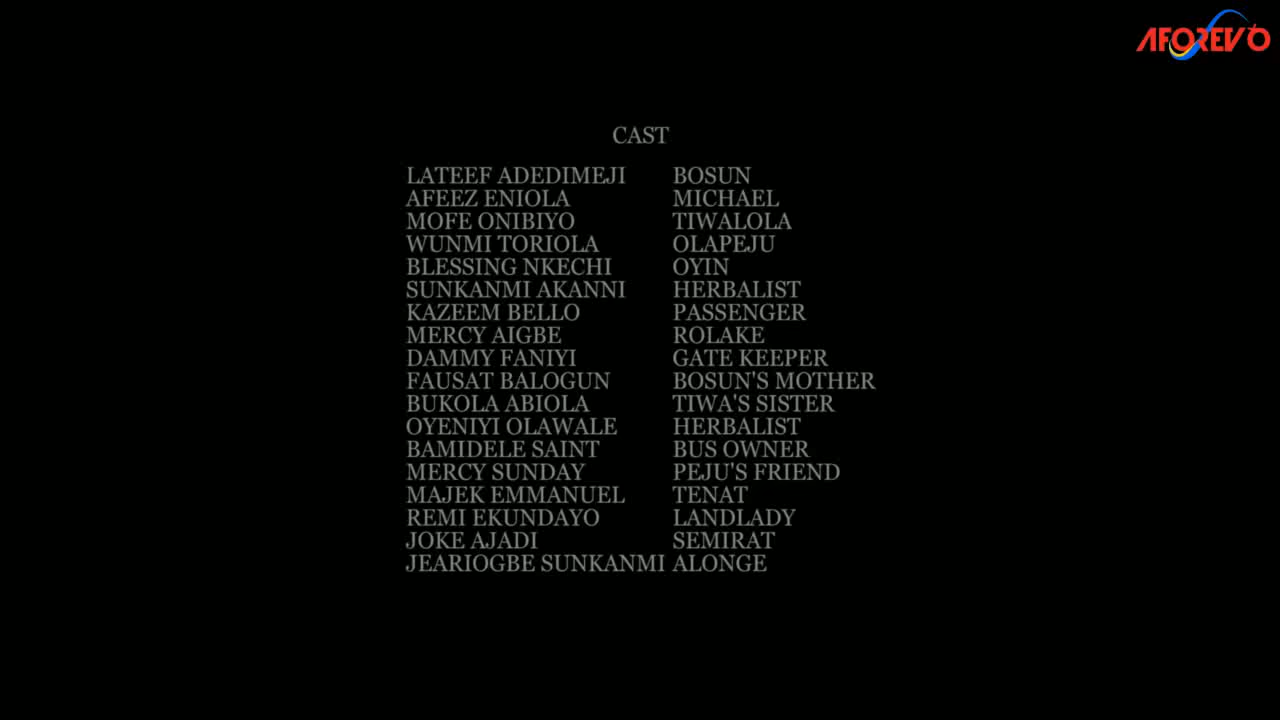 AFOREVO
CAST
LATEEF ADEDIMEJI BOSUN
AFEEZ ENIOLA MICHAEL
MOFE ONIBIYO TIWALOLA
WUNMI TORIOLA OLAPEJU
BLESSING NKECHI OYIN
SUNKANMI AKANNI HERBALIST
KAZEEM BELLO PASSENGER
MERCY AIGBE ROLAKE
DAMMY FANIYI GATE KEEPER
FAUSAT BALOGUN BOSUN'S MOTHER
BUKOLA ABIOLA TIWA'S SISTER
OYENIYI OLAWALE HERBALIST
BAMIDELE SAINT BUS OWNER
MERCY SUNDAY PEJU'S FRIEND
MAJEK EMMANUEL TENAT
REMI EKUNDAYO LANDLADY
JOKE AJADI SEMIRAT
JEARIOGBE SUNKANMI ALONGE